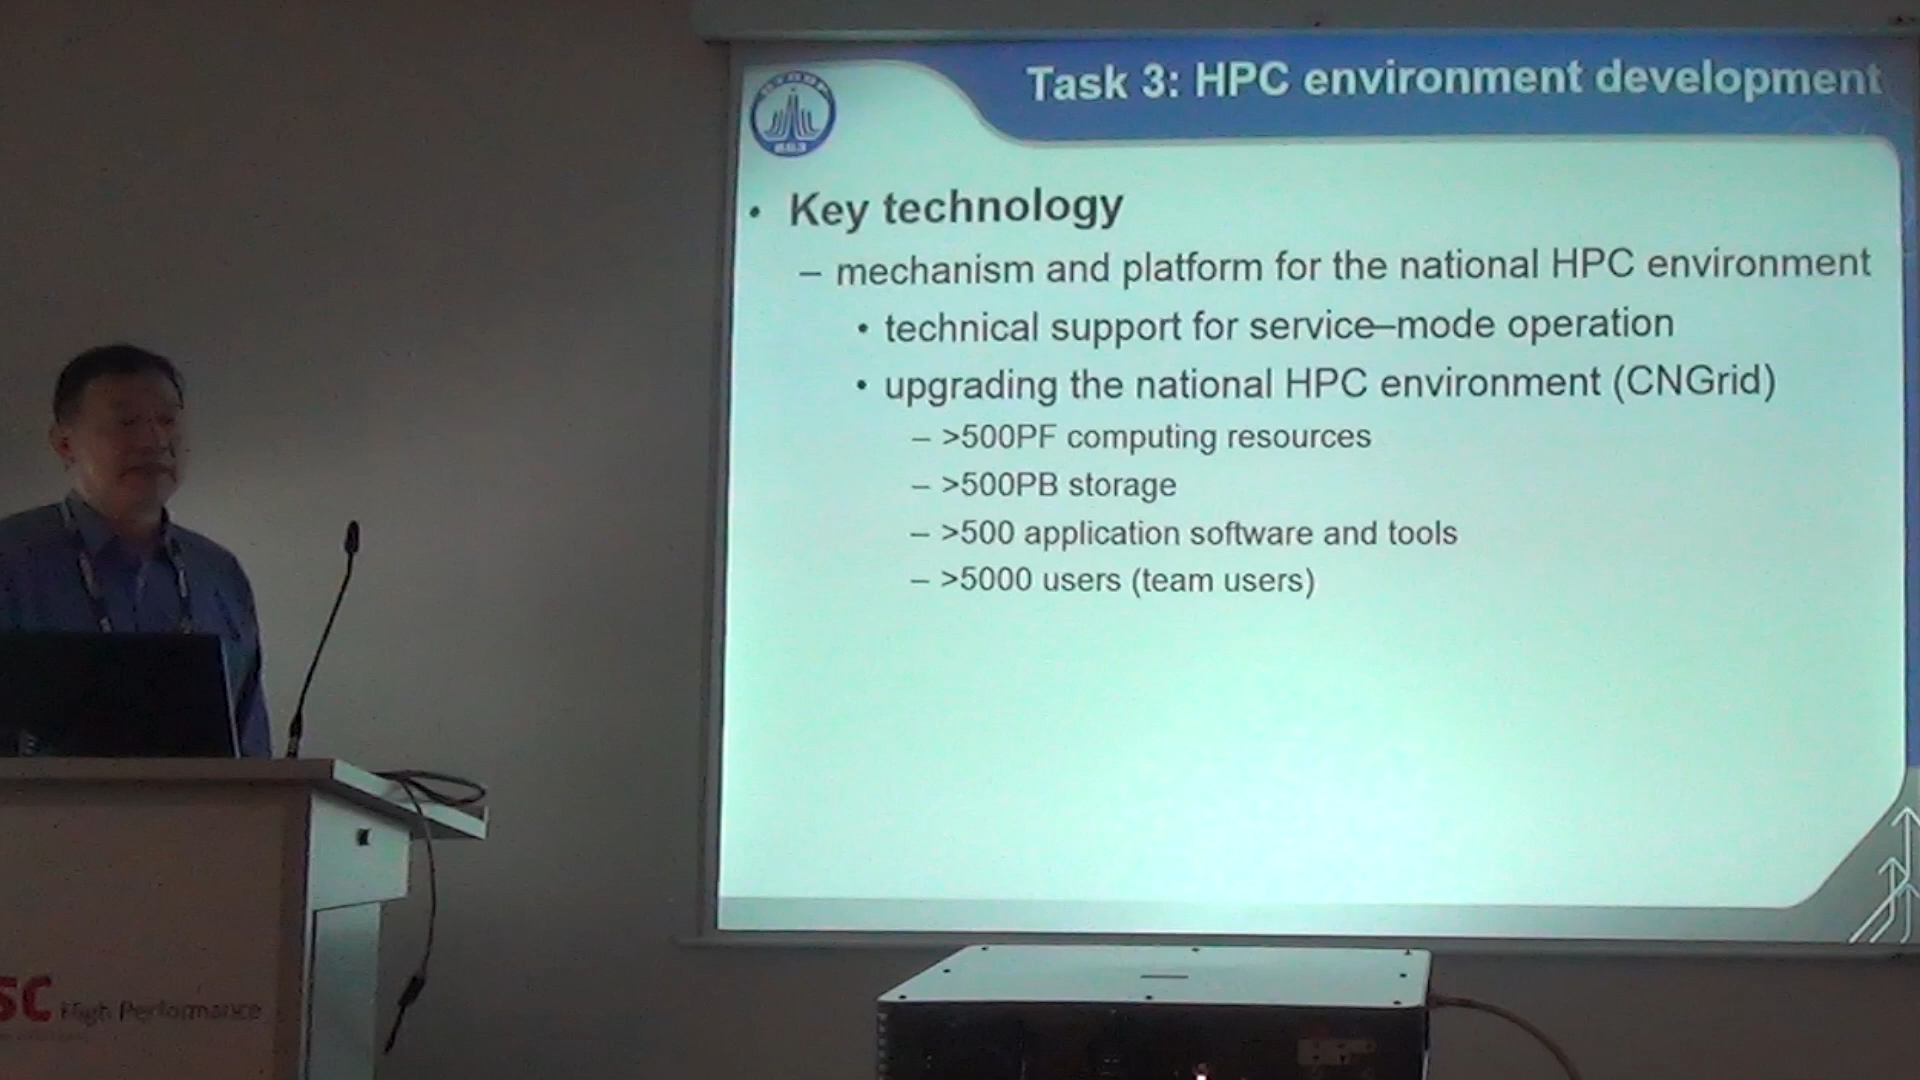 Task 3: HPC environment development
863
• Key technology
– mechanism and platform for the national HPC environment
• technical support for service–mode operation
• upgrading the national HPC environment (CNGrid)
– >500PF computing resources
– >500PB storage
– >500 application software and tools
– >5000 users (team users)
SC High Performance